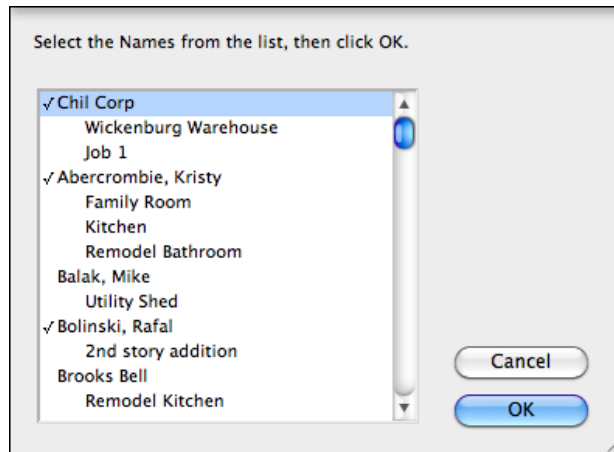 Select the Names from the list, then click OK.
✓ Chil Corp
Wickenburg Warehouse
Job 1
✓ Abercrombie, Kristy
Family Room
Kitchen
Remodel Bathroom
Balak, Mike
Utility Shed
✓ Bolinski, Rafal
2nd story addition
Brooks Bell
Remodel Kitchen
Cancel
OK